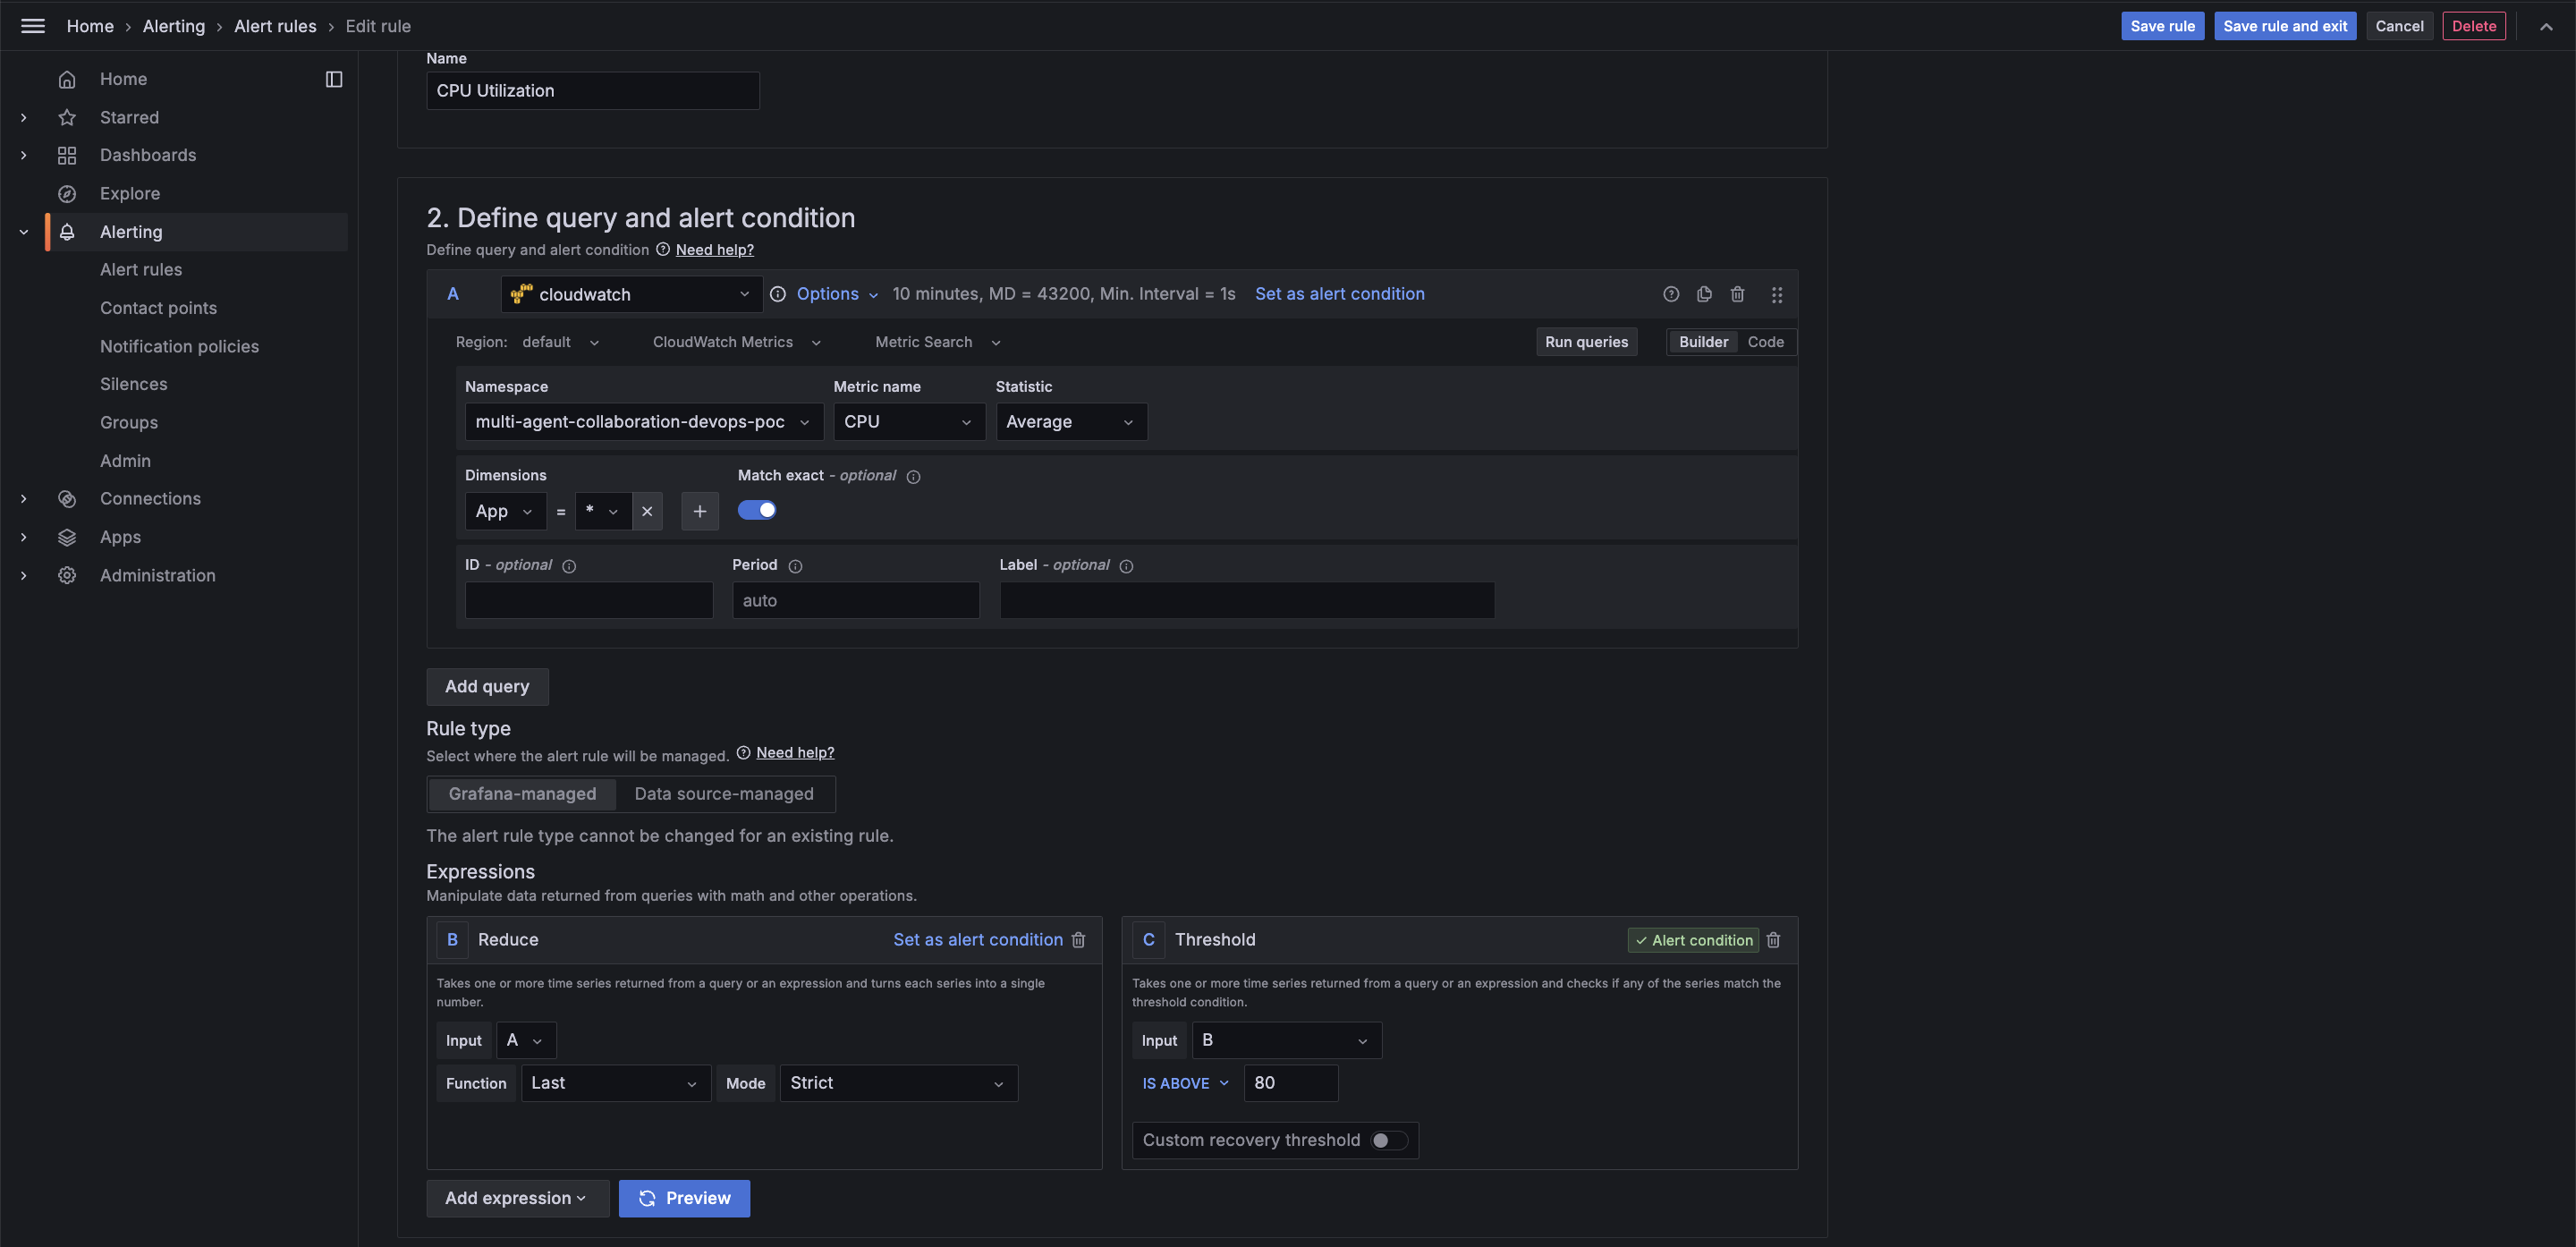 Home › Alerting › Alert rules › Edit rule
Save rule
Save rule and exit
Cancel
Delete
Home
Starred
Dashboards
Explore
Alerting
Alert rules
Contact points
Notification policies
Silences
Groups
Admin
Connections
Apps
Administration
Name
CPU Utilization
2. Define query and alert condition
Define query and alert condition Need help?
A cloudwatch Options 10 minutes, MD = 43200, Min. Interval = 1s Set as alert condition
Region: default CloudWatch Metrics Metric Search Run queries Builder Code
Namespace Metric name Statistic
multi-agent-collaboration-devops-poc CPU Average
Dimensions Match exact - optional
App = *
ID - optional Period Label - optional
auto
Add query
Rule type
Select where the alert rule will be managed. Need help?
Grafana-managed Data source-managed
The alert rule type cannot be changed for an existing rule.
Expressions
Manipulate data returned from queries with math and other operations.
B Reduce Set as alert condition
Takes one or more time series returned from a query or an expression and turns each series into a single
number.
Input A
Function Last Mode Strict
C Threshold Alert condition
Takes one or more time series returned from a query or an expression and checks if any of the series match the
threshold condition.
Input B
IS ABOVE 80
Custom recovery threshold
Add expression Preview